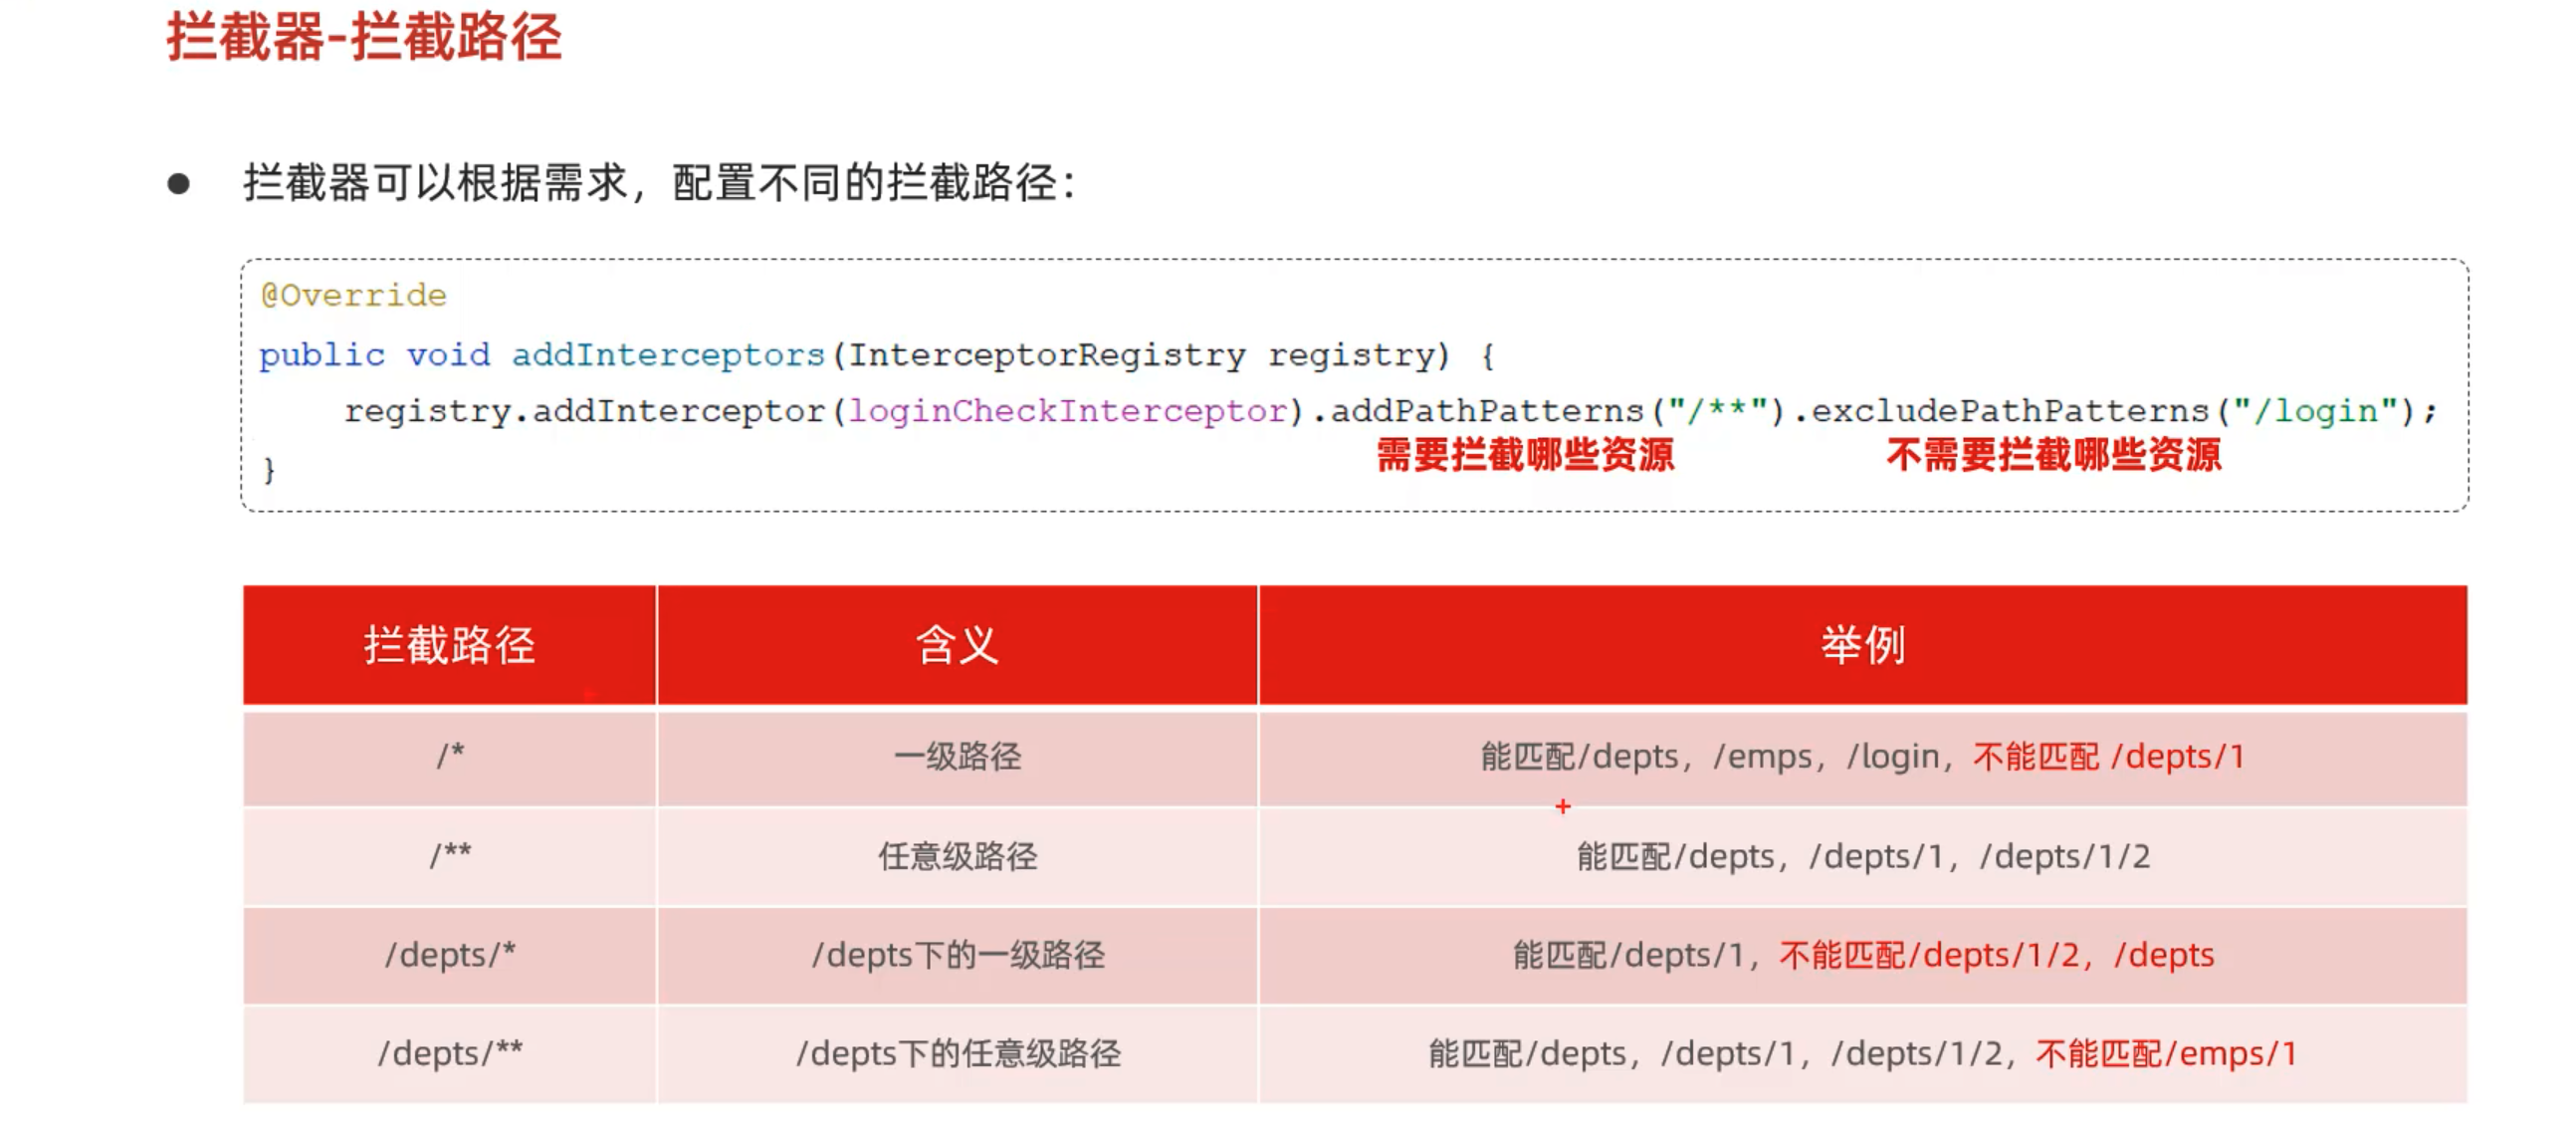 拦截器-拦截路径
● 拦截器可以根据需求，配置不同的拦截路径：
@Override
public void addInterceptors(InterceptorRegistry registry) {
registry.addInterceptor(loginCheckInterceptor).addPathPatterns("/**").excludePathPatterns("/login");
需要拦截哪些资源 不需要拦截哪些资源
}
拦截路径 含义 举例
/* 一级路径 能匹配/depts，/emps，/login，不能匹配 /depts/1
/** 任意级路径 能匹配/depts，/depts/1，/depts/1/2
/depts/* /depts下的一级路径 能匹配/depts/1，不能匹配/depts/1/2，/depts
/depts/** /depts下的任意级路径 能匹配/depts，/depts/1，/depts/1/2，不能匹配/emps/1